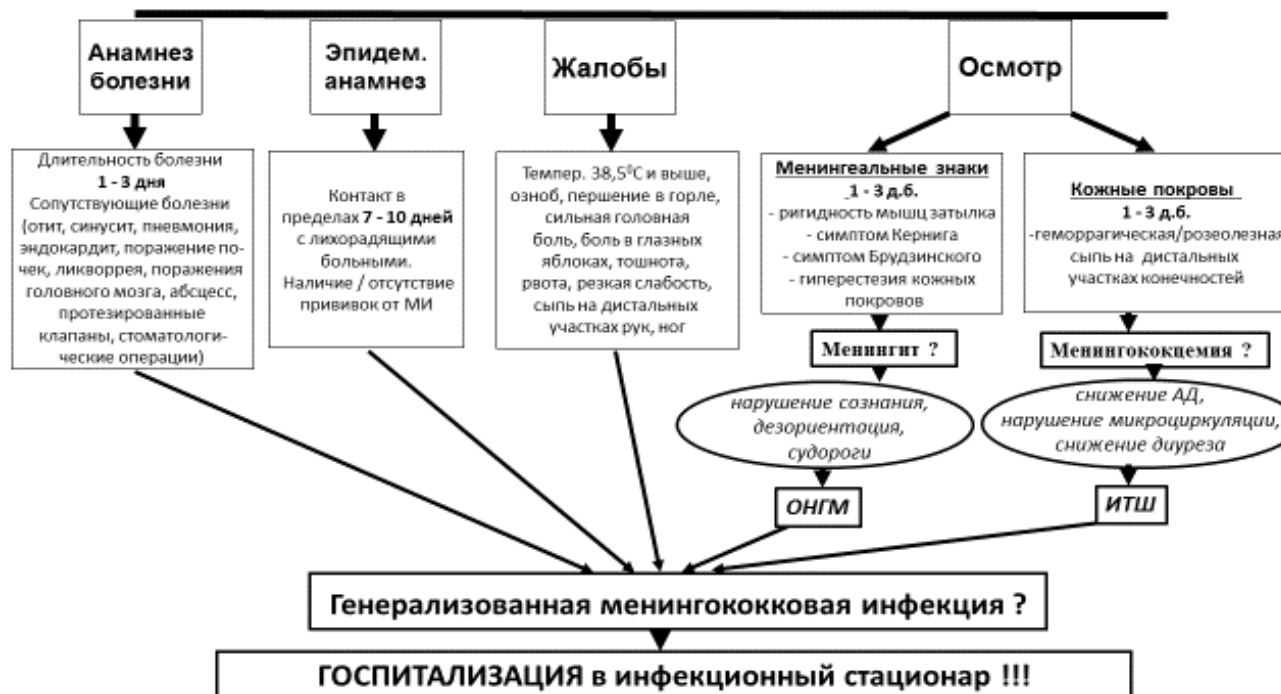 Анамнез
болезни
Длительность болезни
1 - 3 дня
Сопутствующие болезни
(отит, синусит, пневмония,
эндокардит, поражение по-
чек, ликворрея, поражения
головного мозга, абсцесс,
протезированные
клапаны, стоматологи-
ческие операции)
Эпидем.
анамнез
Контакт в
пределах 7 - 10 дней
с лихорадящими
больными.
Наличие / отсутствие
прививок от МИ
Жалобы
Темпер. 38,5⁰С и выше,
озноб, першение в горле,
сильная головная
боль, боль в глазных
яблоках, тошнота,
рвота, резкая слабость,
сыпь на дистальных
участках рук, ног
Осмотр
Менингеальные знаки
1 - 3 д.б.
- ригидность мышц затылка
- симптом Кернига
- симптом Брудзинского
- гиперестезия кожных
покровов
Менингит ?
нарушение сознания,
дезориентация,
судороги
ОНГМ
Кожные покровы
1 - 3 д.б.
-геморрагическая/розеолезная
сыпь на дистальных
участках конечностей
Менингококцемия ?
снижение АД,
нарушение микроциркуляции,
снижение диуреза
ИТШ
Генерализованная менингококковая инфекция ?
ГОСПИТАЛИЗАЦИЯ в инфекционный стационар !!!